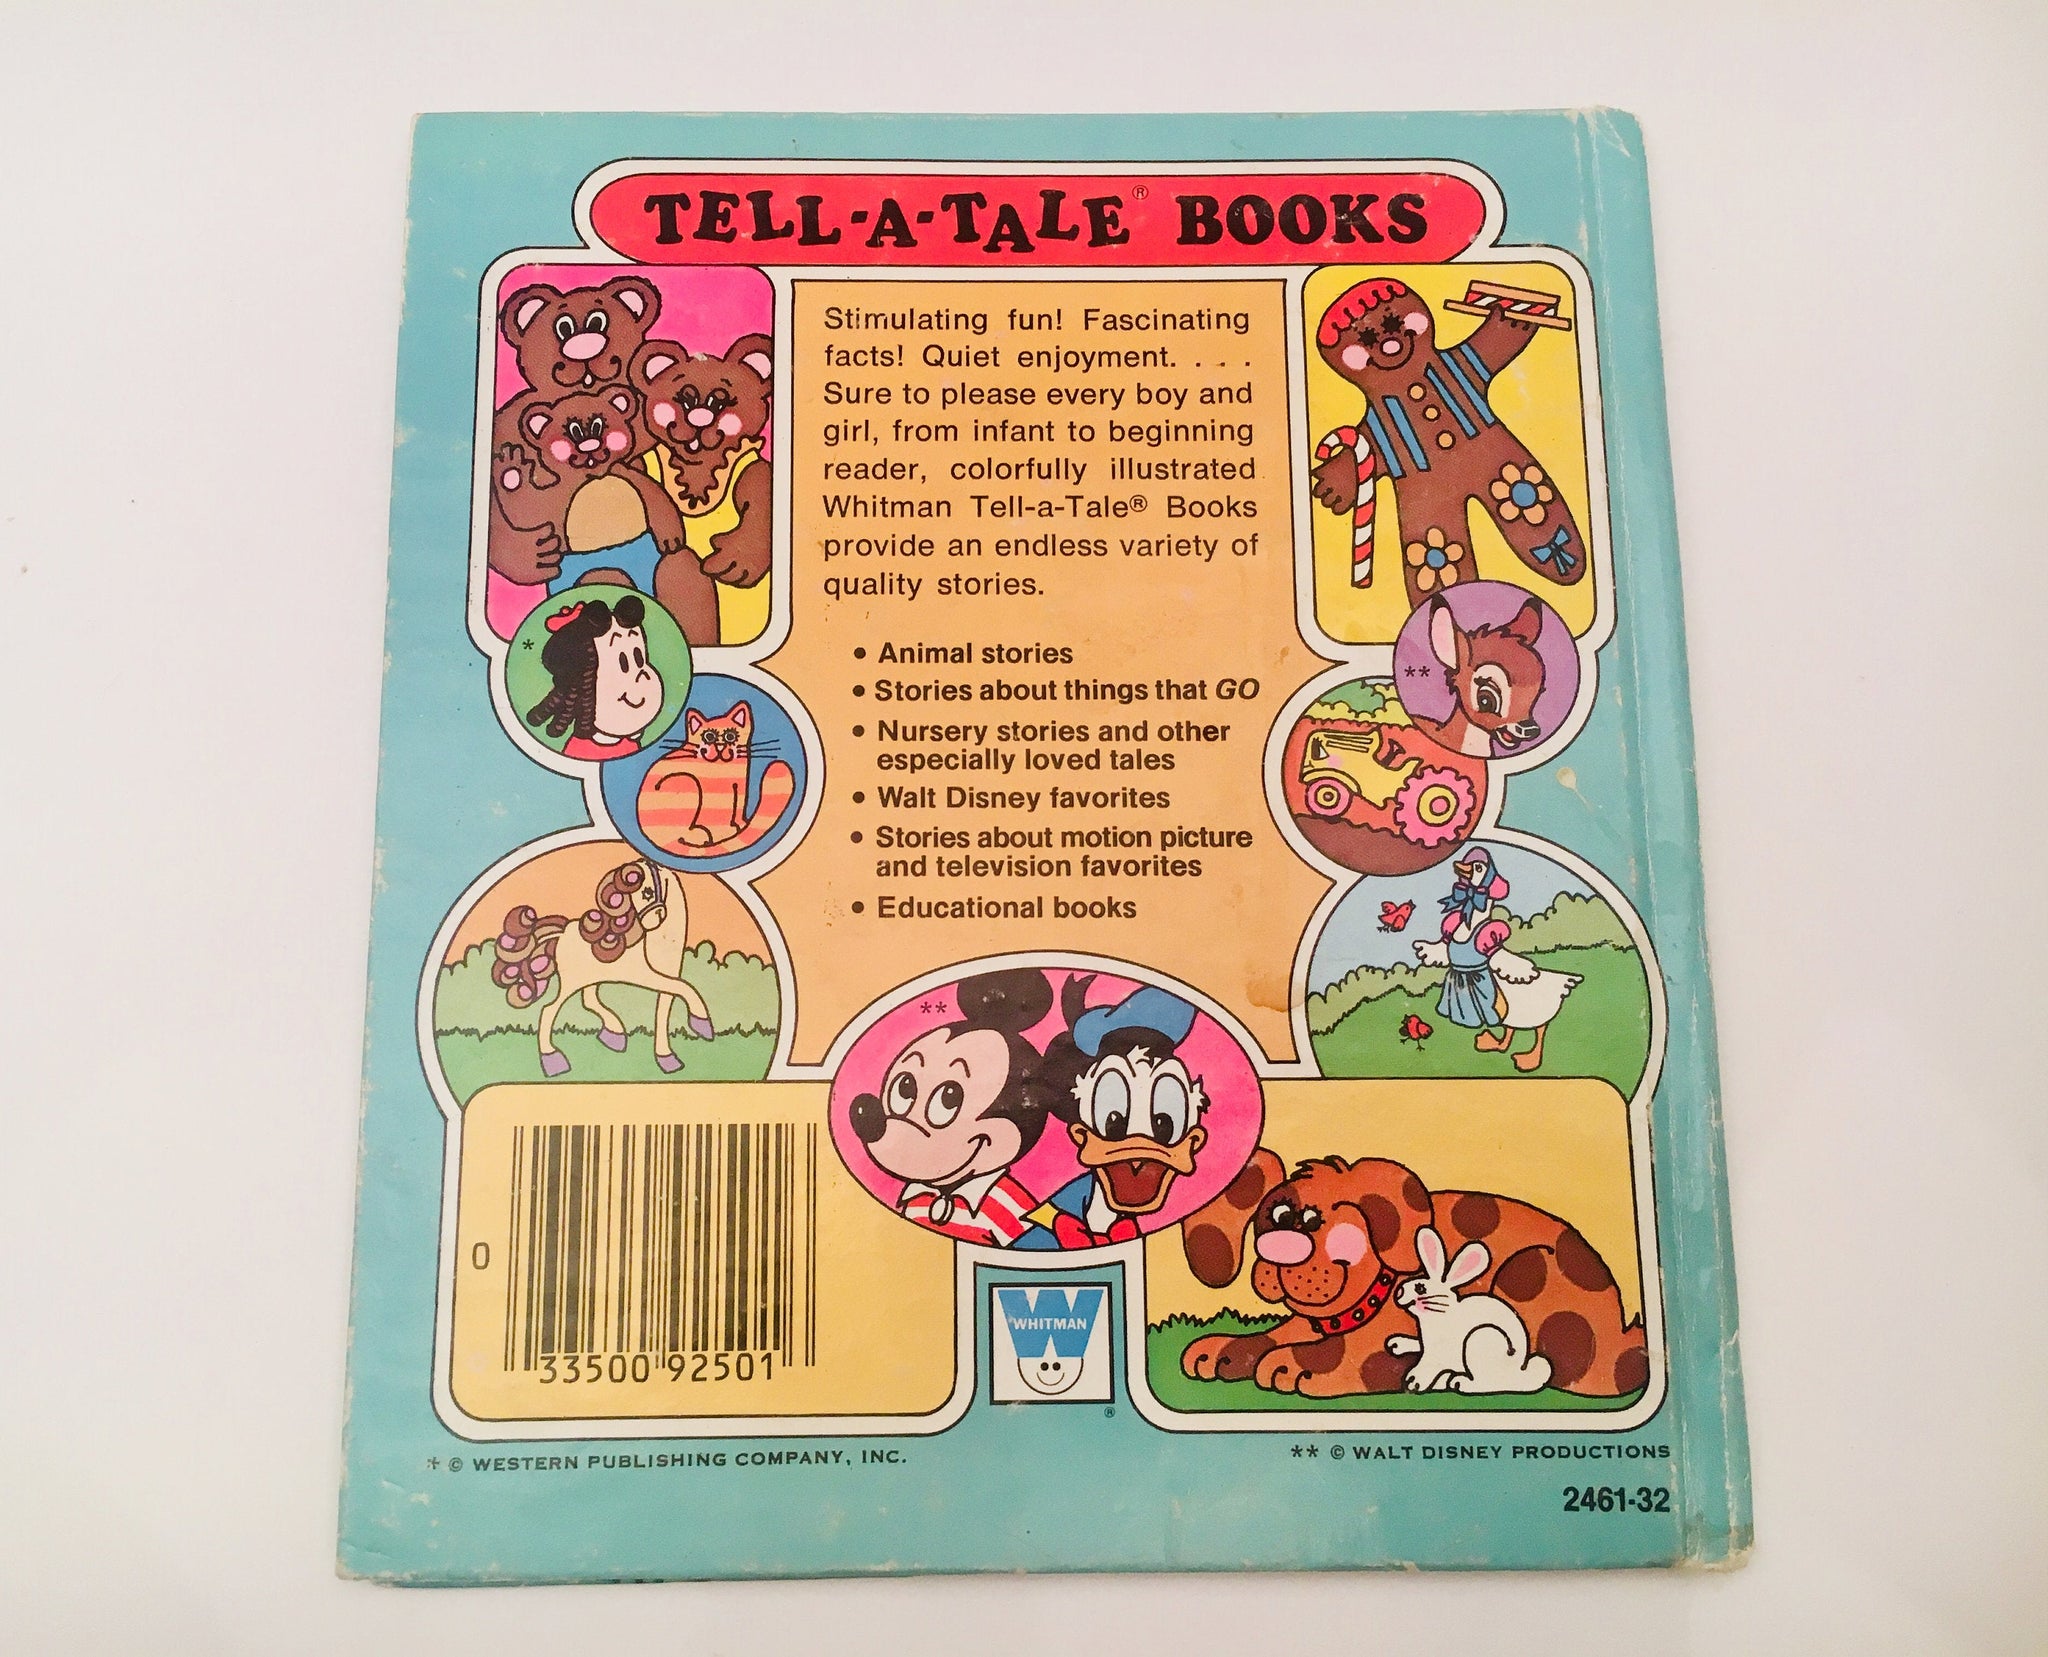 TELL-A-TALE® BOOKS
Stimulating fun! Fascinating
facts! Quiet enjoyment. . . .
Sure to please every boy and
girl, from infant to beginning
reader, colorfully illustrated
Whitman Tell-a-Tale® Books
provide an endless variety of
quality stories.
*
**
• Animal stories
• Stories about things that GO
• Nursery stories and other
especially loved tales
• Walt Disney favorites
• Stories about motion picture
and television favorites
• Educational books
**
0
33500 92501
WHITMAN
®
* © WESTERN PUBLISHING COMPANY, INC.
** © WALT DISNEY PRODUCTIONS
2461-32